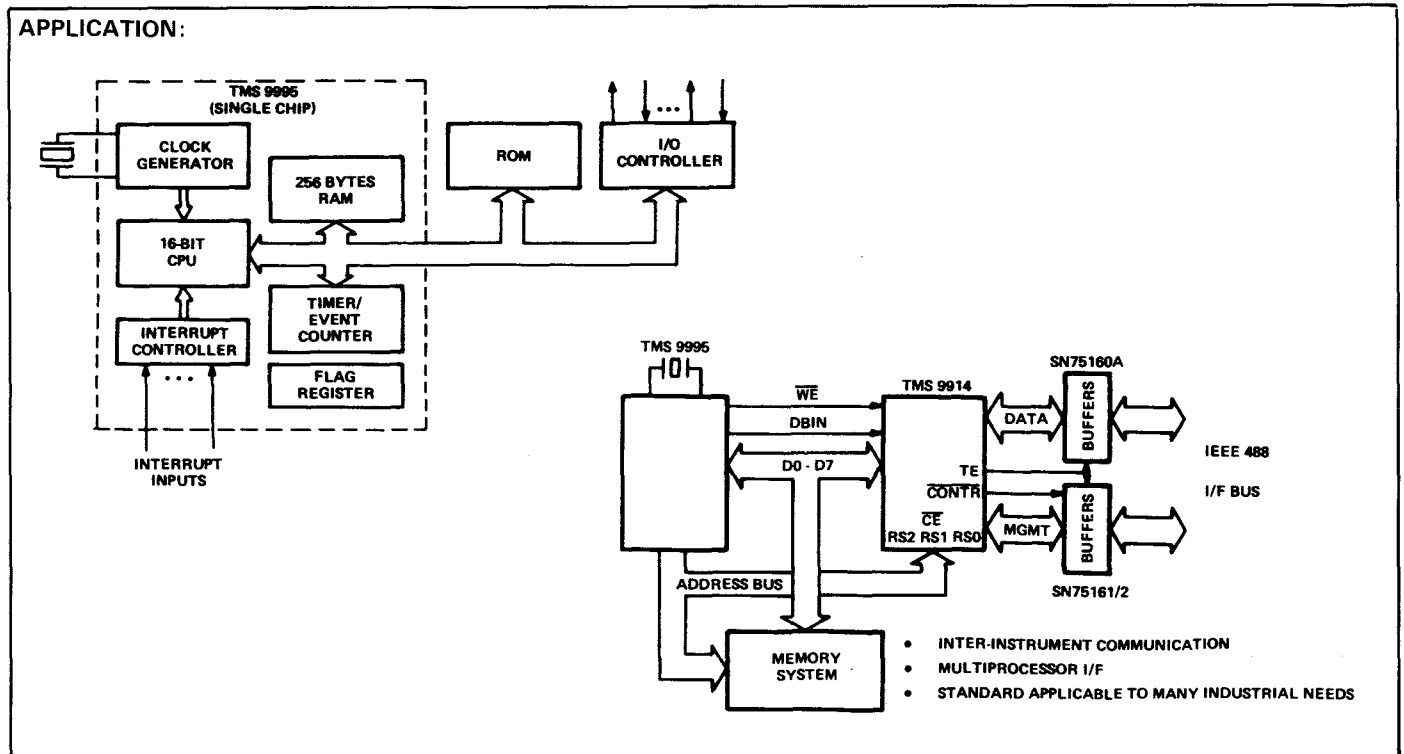 APPLICATION:
TMS 9995
(SINGLE CHIP)
CLOCK
GENERATOR
256 BYTES
RAM
ROM
I/O
CONTROLLER
16-BIT
CPU
TIMER/
EVENT
COUNTER
INTERRUPT
CONTROLLER
FLAG
REGISTER
INTERRUPT
INPUTS
TMS 9995
WE
DBIN
D0 - D7
TMS 9914
TE
CONTR
CE
RS2 RS1 RS0
SN75160A
DATA
BUFFERS
IEEE 488
I/F BUS
MGMT
BUFFERS
SN75161/2
ADDRESS BUS
MEMORY
SYSTEM
• INTER-INSTRUMENT COMMUNICATION
• MULTIPROCESSOR I/F
• STANDARD APPLICABLE TO MANY INDUSTRIAL NEEDS